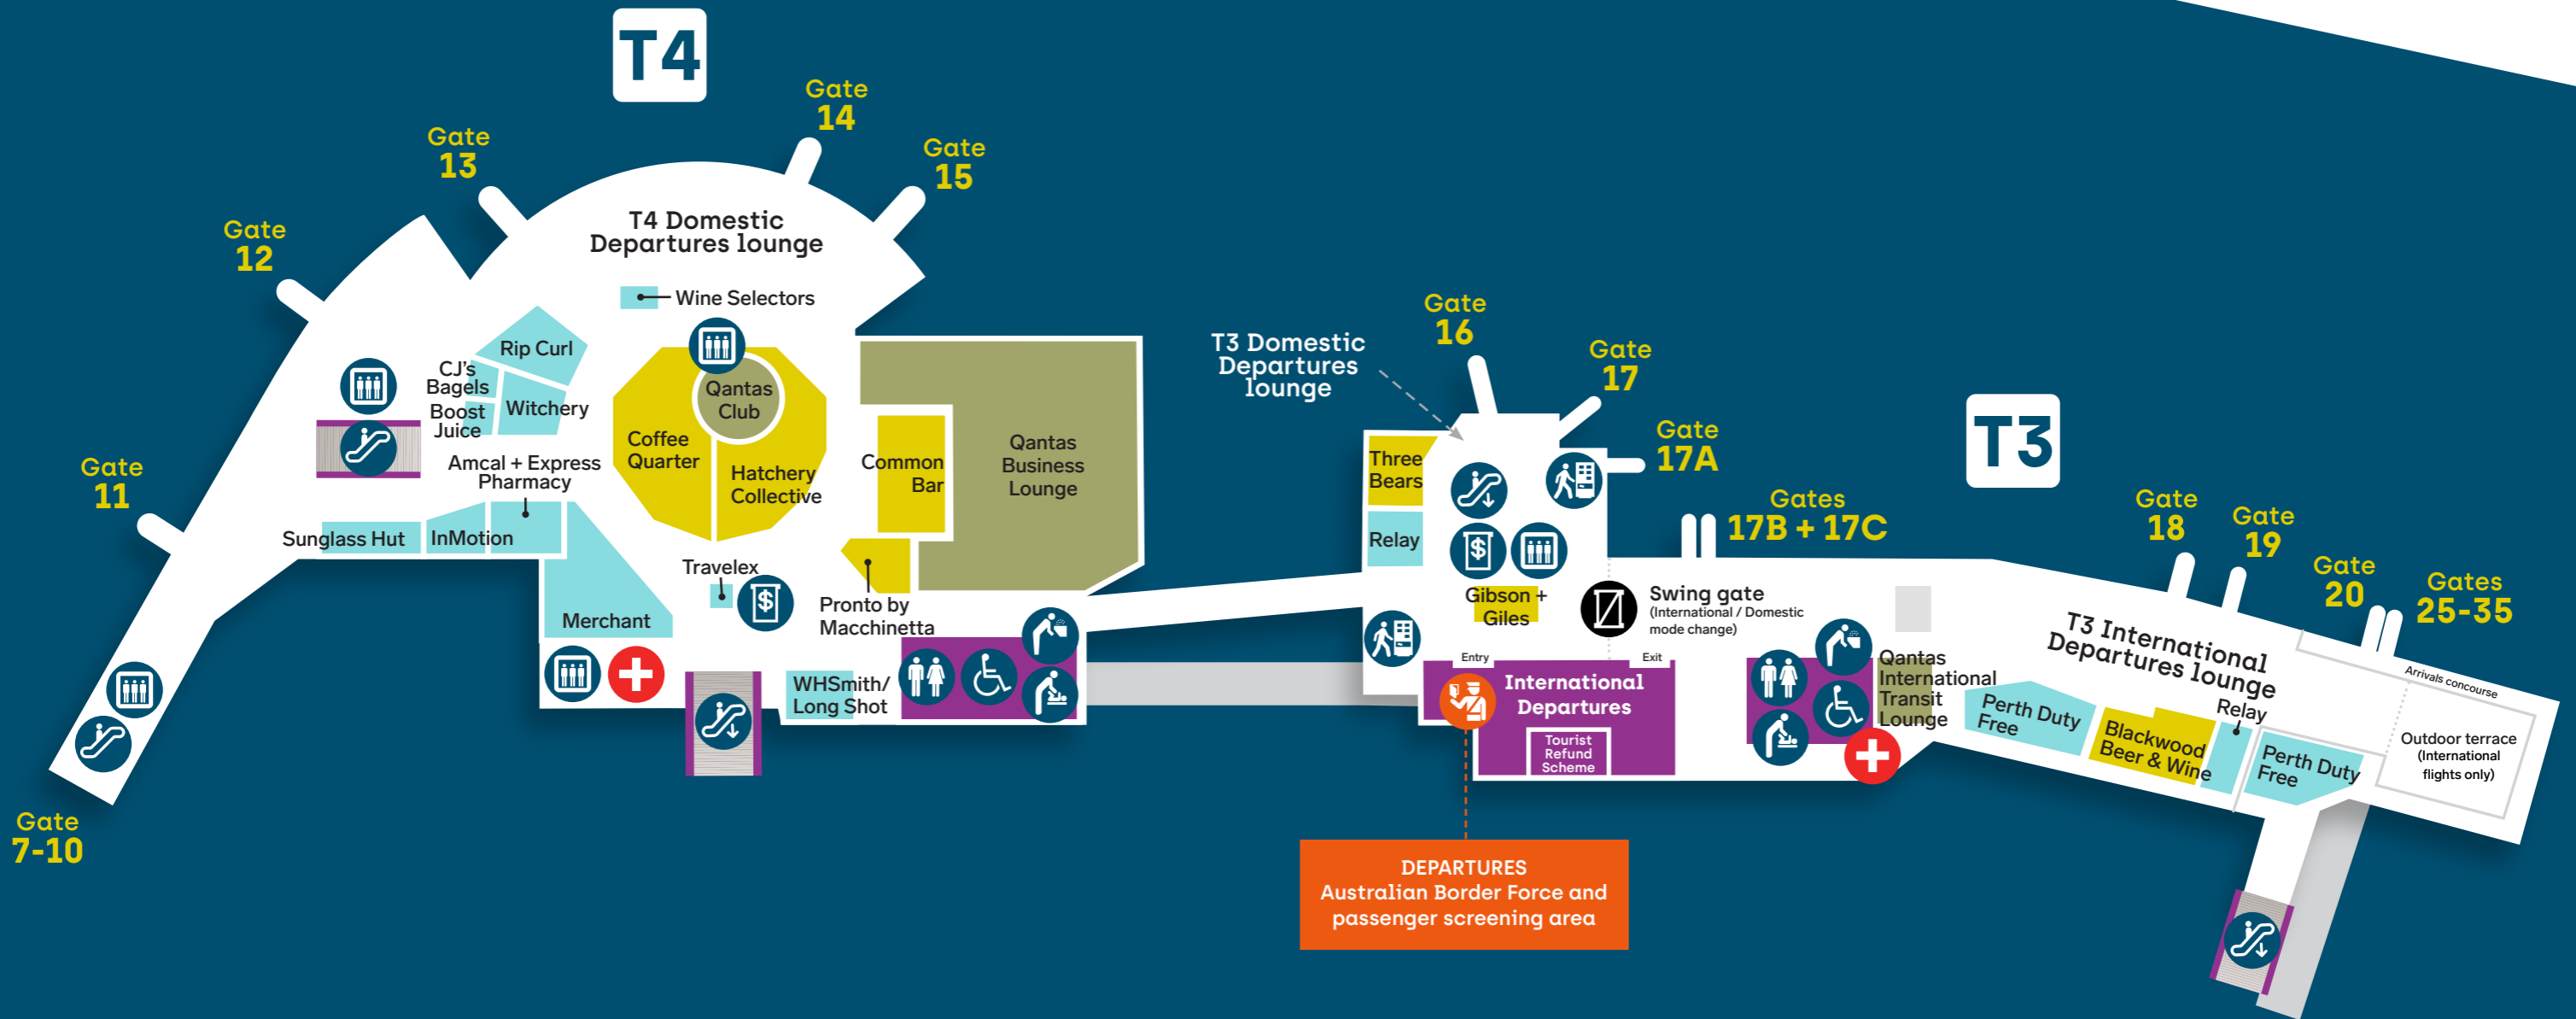 T4
Gate
14
Gate
13
Gate
15
Gate
12
T4 Domestic
Departures lounge
Wine Selectors
Rip Curl
CJ's
Bagels
Boost
Juice
Witchery
Qantas
Club
Coffee
Quarter
Hatchery
Collective
Common
Bar
Qantas
Business
Lounge
Gate
11
Amcal + Express
Pharmacy
Sunglass Hut
InMotion
Merchant
Travelex
$
Pronto by
Macchinetta
WHSmith/
Long Shot
Gate
7-10
T3 Domestic
Departures
lounge
Gate
16
Gate
17
Gate
17A
Three
Bears
Relay
$
Gibson +
Giles
Gates
17B + 17C
Swing gate
(International / Domestic
mode change)
Entry
Exit
International
Departures
Tourist
Refund
Scheme
DEPARTURES
Australian Border Force and
passenger screening area
T3
Gate
18
Gate
19
Gate
20
Gates
25-35
Qantas
International
Transit
Lounge
T3 International
Departures lounge
Perth Duty
Free
Blackwood
Beer & Wine
Relay
Perth Duty
Free
Arrivals concourse
Outdoor terrace
(International
flights only)